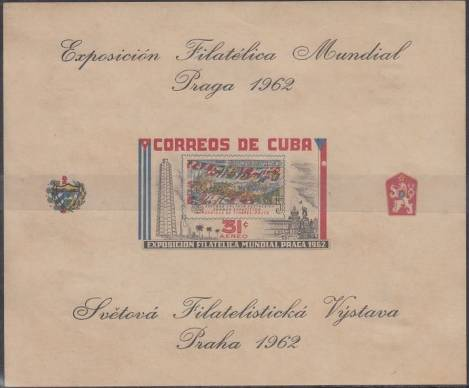 Exposición Filatélica Mundial
Praga 1962
CORREOS DE CUBA
31¢
AEREO
EXPOSICION FILATELICA MUNDIAL PRAGA 1962
Světová Filatelistická Výstava
Praha 1962